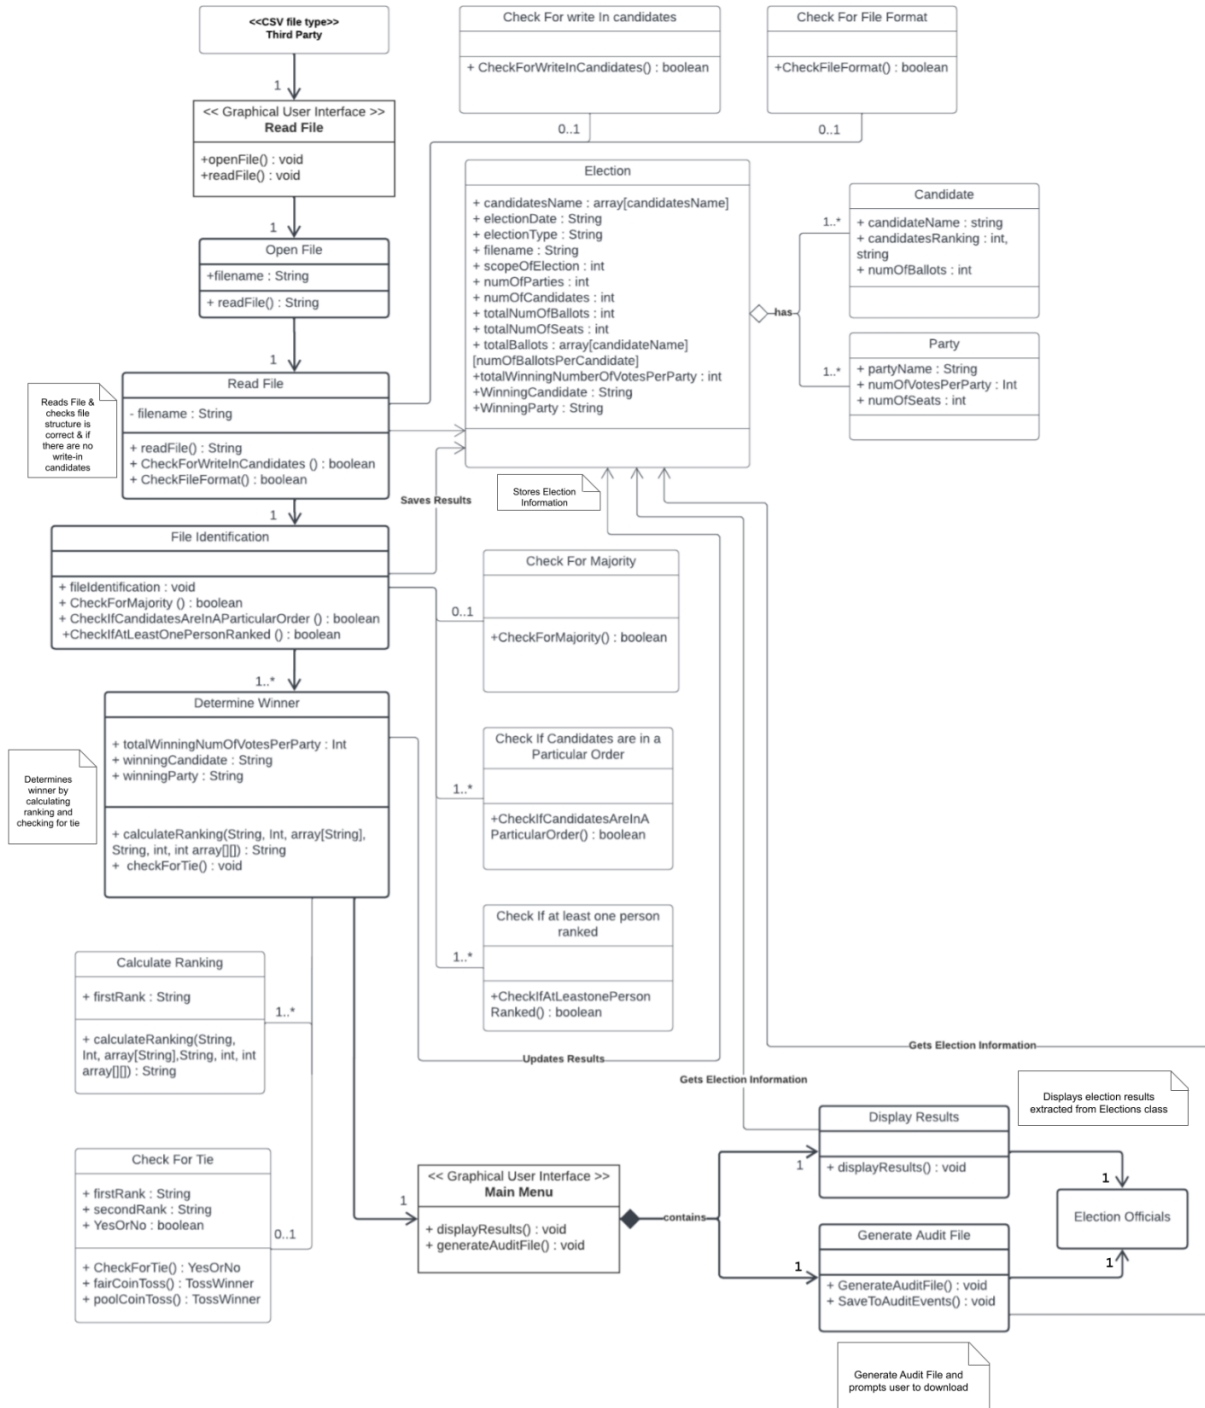 <<CSV file type>>
Third Party
1
<< Graphical User Interface >>
Read File
+openFile() : void
+readFile() : void
1
Open File
+filename : String
+ readFile() : String
1
Check For write In candidates
+ CheckForWriteInCandidates() : boolean
0..1
Check For File Format
+CheckFileFormat() : boolean
0..1
Read File
- filename : String
+ readFile() : String
+ CheckForWriteInCandidates () : boolean
+ CheckFileFormat() : boolean
Reads File &
checks file
structure is
correct & if
there are no
write-in
candidates
1
Election
+ candidatesName : array[candidatesName]
+ electionDate : String
+ electionType : String
+ filename : String
+ scopeOfElection : int
+ numOfParties : int
+ numOfCandidates : int
+ totalNumOfBallots : int
+ totalNumOfSeats : int
+ totalBallots : array[candidateName]
[numOfBallotsPerCandidate]
+totalWinningNumberOfVotesPerParty : int
+WinningCandidate : String
+WinningParty : String
has
1..*
Candidate
+ candidateName : string
+ candidatesRanking : int,
string
+ numOfBallots : int
1..*
Party
+ partyName : String
+ numOfVotesPerParty : Int
+ numOfSeats : int
Stores Election
Information
Saves Results
File Identification
+ fileIdentification : void
+ CheckForMajority () : boolean
+ CheckIfCandidatesAreInAParticularOrder () : boolean
+CheckIfAtLeastOnePersonRanked () : boolean
1..*
0..1
Check For Majority
+CheckForMajority() : boolean
1..*
Check If Candidates are in a
Particular Order
+CheckIfCandidatesAreInA
ParticularOrder() : boolean
1..*
Check If at least one person
ranked
+CheckIfAtLeastonePerson
Ranked() : boolean
Determine Winner
+ totalWinningNumOfVotesPerParty : Int
+ winningCandidate : String
+ winningParty : String
+ calculateRanking(String, Int, array[String],
String, int, int array[][]) : String
+ checkForTie() : void
Determines
winner by
calculating
ranking and
checking for tie
Updates Results
Calculate Ranking
+ firstRank : String
+ calculateRanking(String,
Int, array[String],String, int, int
array[][]) : String
1..*
Check For Tie
+ firstRank : String
+ secondRank : String
+ YesOrNo : boolean
+ CheckForTie() : YesOrNo
+ fairCoinToss() : TossWinner
+ poolCoinToss() : TossWinner
0..1
1
<< Graphical User Interface >>
Main Menu
+ displayResults() : void
+ generateAuditFile() : void
contains
Gets Election Information
Gets Election Information
1
Display Results
+ displayResults() : void
Displays election results
extracted from Elections class
1
Election Officials
1
1
Generate Audit File
+ GenerateAuditFile() : void
+ SaveToAuditEvents() : void
Generate Audit File and
prompts user to download